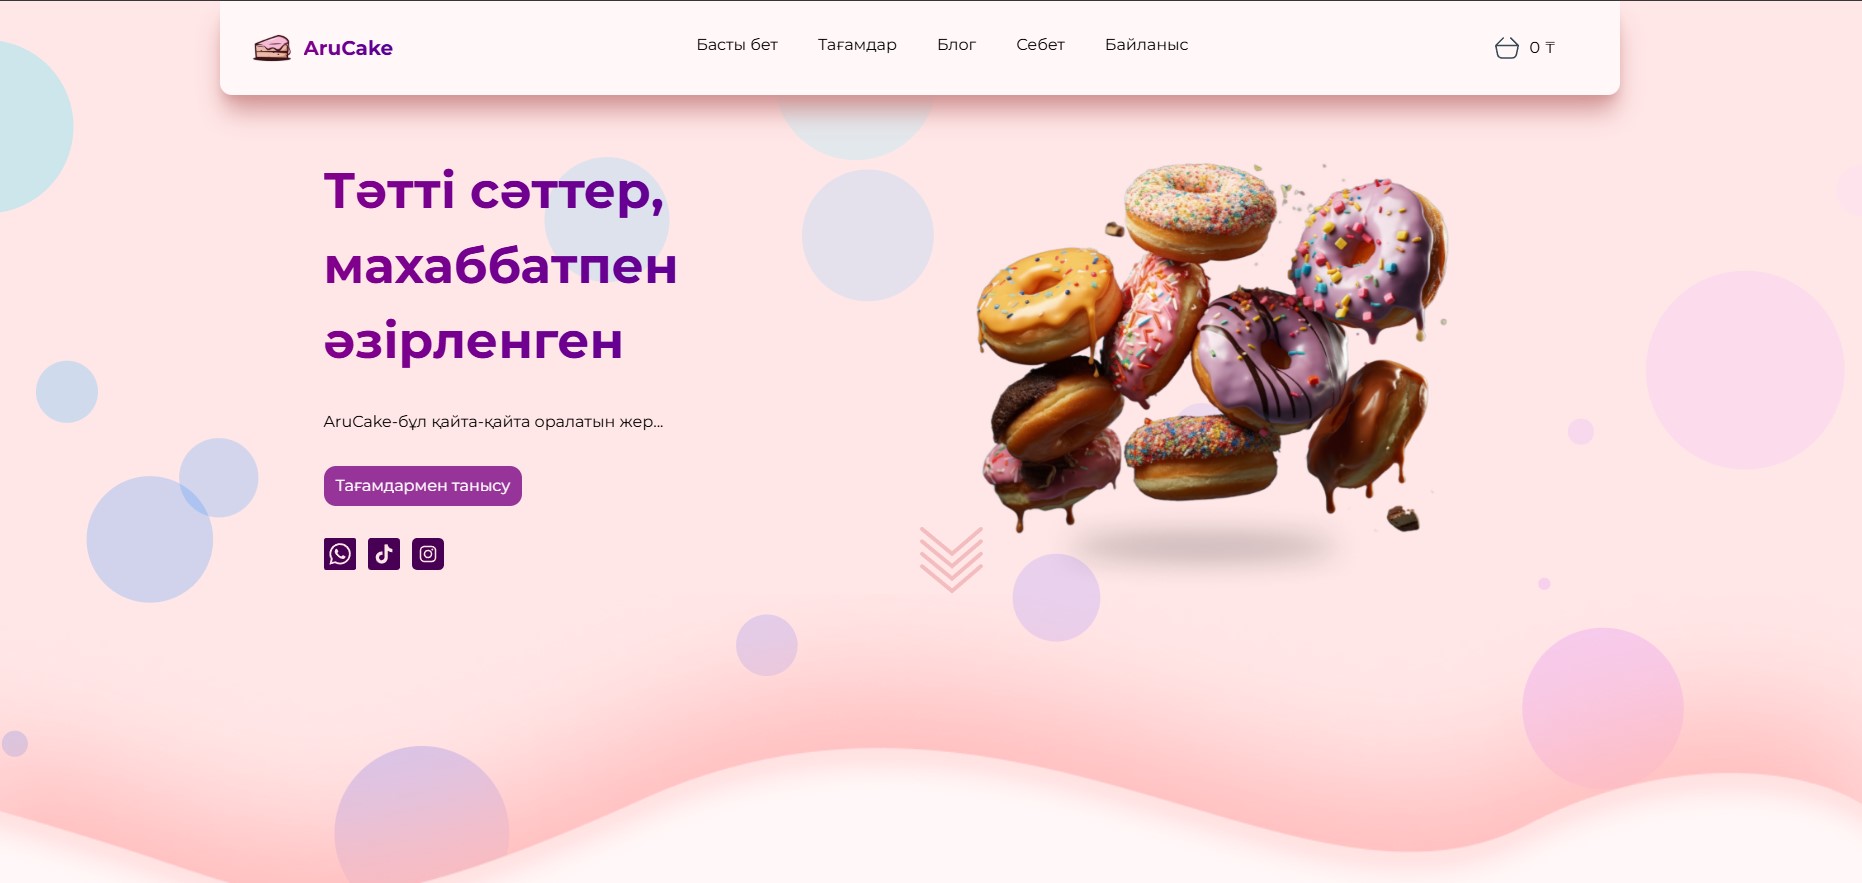 AruCake
Басты бет
Тағамдар
Блог
Себет
Байланыс
0 ₸
Тәтті сәттер,
махаббатпен
әзірленген
AruCake-бұл қайта-қайта оралатын жер...
Тағамдармен танысу